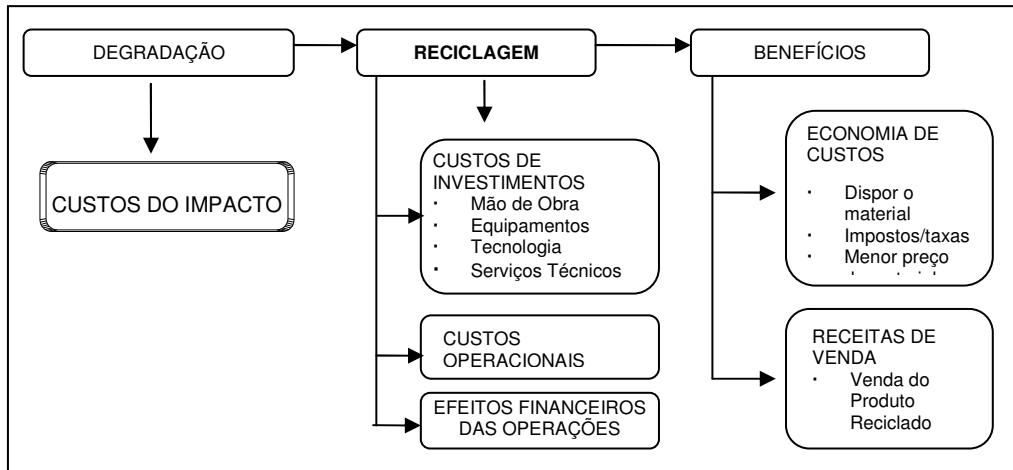 DEGRADAÇÃO
RECICLAGEM
BENEFÍCIOS
CUSTOS DO IMPACTO
CUSTOS DE
INVESTIMENTOS
· Mão de Obra
· Equipamentos
· Tecnologia
· Serviços Técnicos
CUSTOS
OPERACIONAIS
EFEITOS FINANCEIROS
DAS OPERAÇÕES
ECONOMIA DE
CUSTOS
· Dispor o
material
· Impostos/taxas
· Menor preço
RECEITAS DE
VENDA
· Venda do
Produto
Reciclado